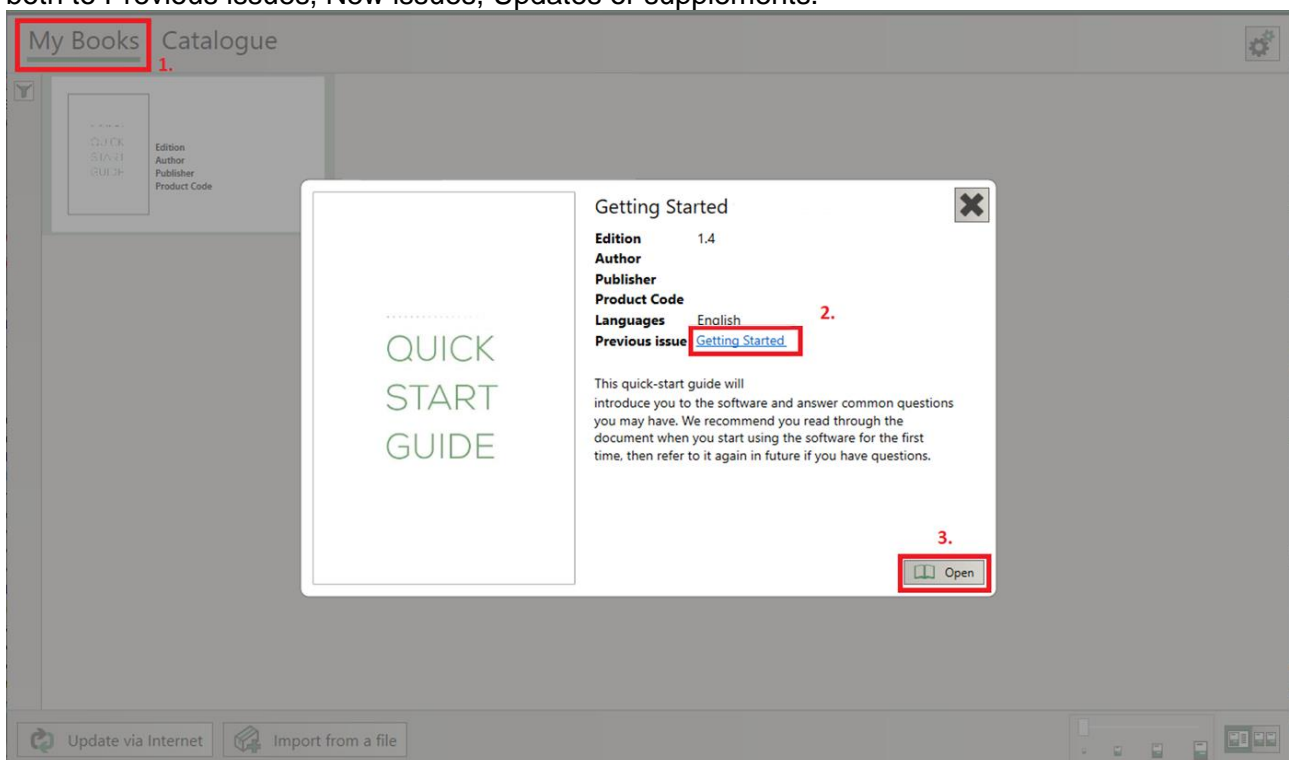 both to Previous issues, New issues, Updates or supplements.
My Books Catalogue
1.
QUICK
START
GUIDE
Edition
Author
Publisher
Product Code
QUICK
START
GUIDE
Getting Started
Edition 1.4
Author
Publisher
Product Code
Languages English
2.
Previous issue Getting Started
This quick-start guide will
introduce you to the software and answer common questions
you may have. We recommend you read through the
document when you start using the software for the first
time, then refer to it again in future if you have questions.
3.
Open
Update via Internet Import from a file